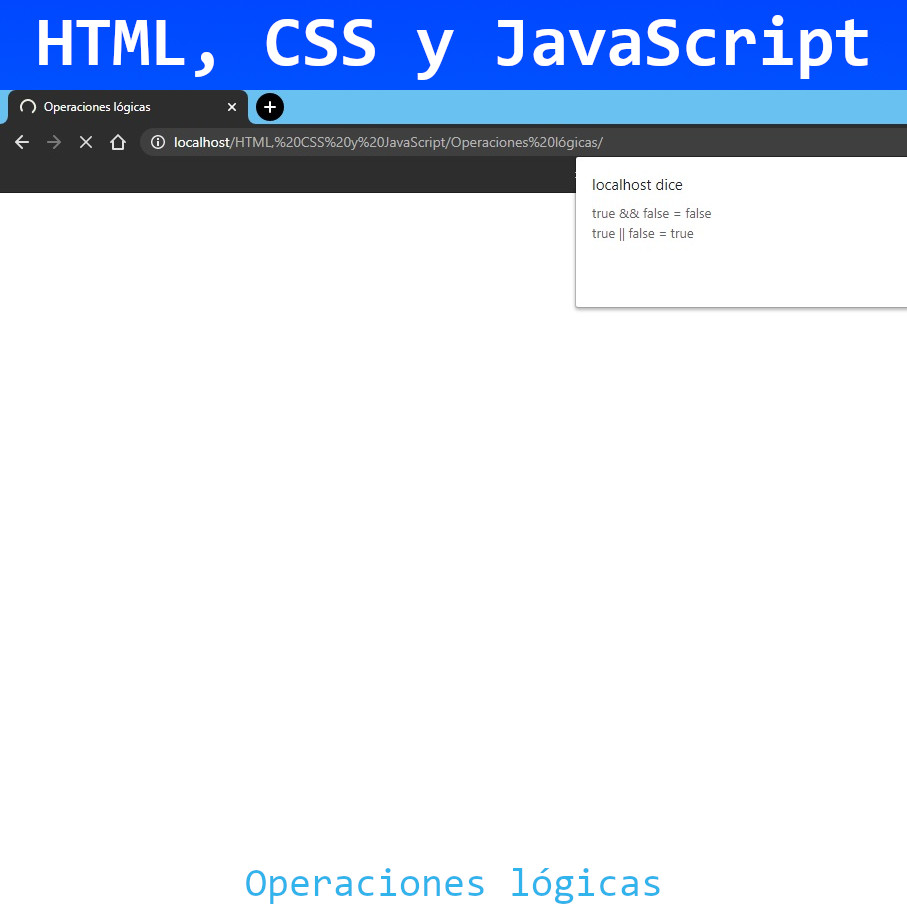 HTML, CSS y JavaScript
Operaciones lógicas
localhost/HTML,%20CSS%20y%20JavaScript/Operaciones%20lógicas/
localhost dice
true && false = false
true || false = true
Operaciones lógicas